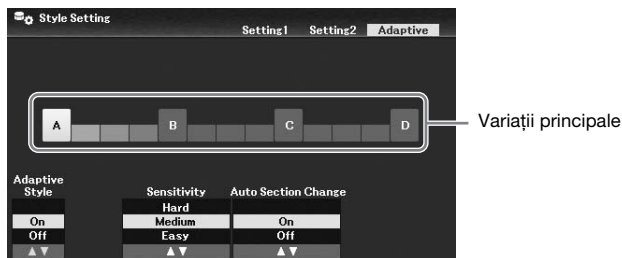 Style Setting
Setting1 Setting2 Adaptive
A B C D
Variații principale
Adaptive
Style Sensitivity Auto Section Change
Hard
On Medium On
Off Easy Off